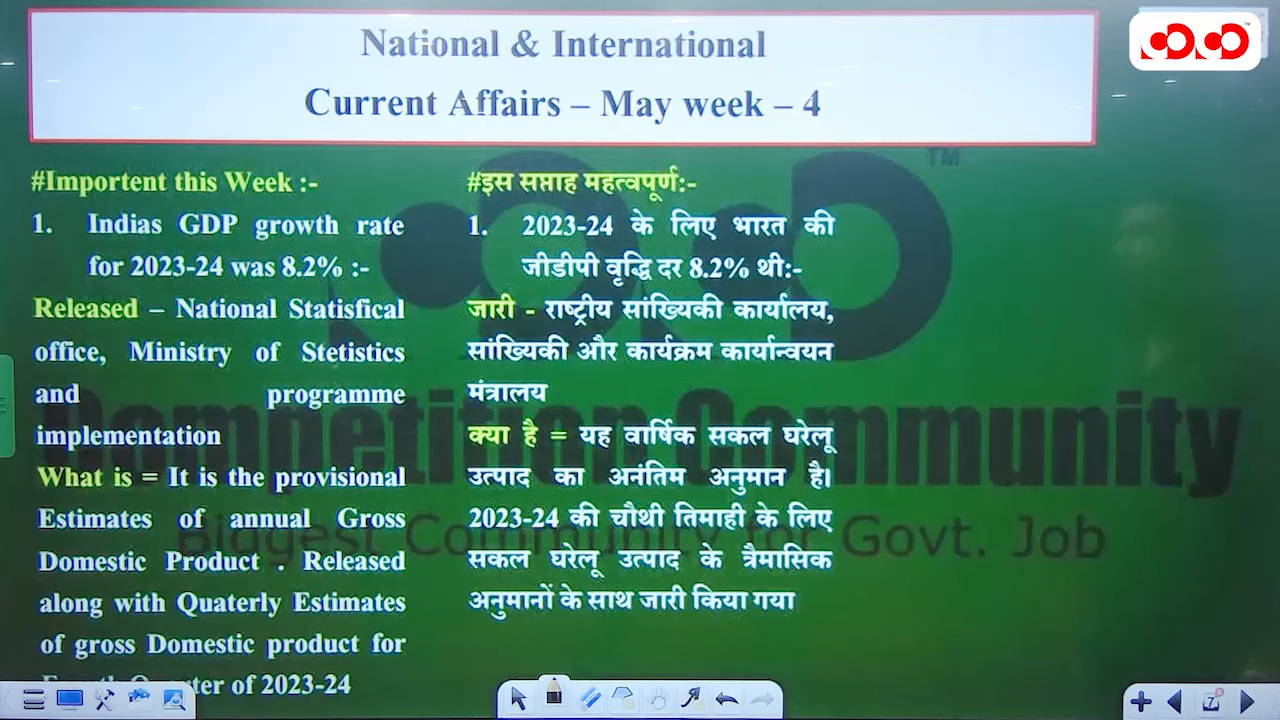 National & International
Current Affairs – May week – 4
TM
#Importent this Week :-
1. Indias GDP growth rate
for 2023-24 was 8.2% :-
Released – National Statisfical
office, Ministry of Stetistics
and programme
implementation
What is = It is the provisional
Estimates of annual Gross
Domestic Product . Released
along with Quaterly Estimates
of gross Domestic product for
Fourth Quarter of 2023-24
#इस सप्ताह महत्वपूर्ण:-
1. 2023-24 के लिए भारत की
जीडीपी वृद्धि दर 8.2% थी:-
जारी - राष्ट्रीय सांख्यिकी कार्यालय,
सांख्यिकी और कार्यक्रम कार्यान्वयन
मंत्रालय
क्या है = यह वार्षिक सकल घरेलू
उत्पाद का अनंतिम अनुमान है।
2023-24 की चौथी तिमाही के लिए
सकल घरेलू उत्पाद के त्रैमासिक
अनुमानों के साथ जारी किया गया
TM
Competition Community
Biggest Community for Govt. Job